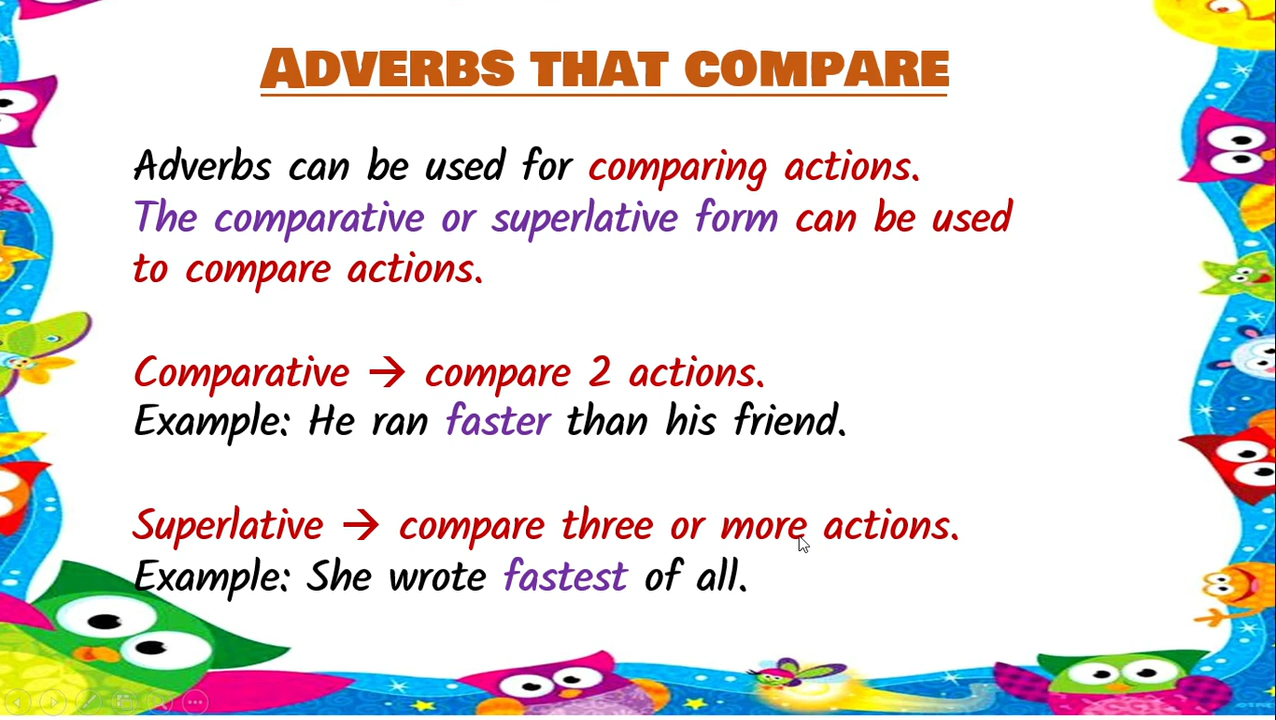 ADVERBS THAT COMPARE
Adverbs can be used for comparing actions.
The comparative or superlative form can be used
to compare actions.
Comparative → compare 2 actions.
Example: He ran faster than his friend.
Superlative → compare three or more actions.
Example: She wrote fastest of all.